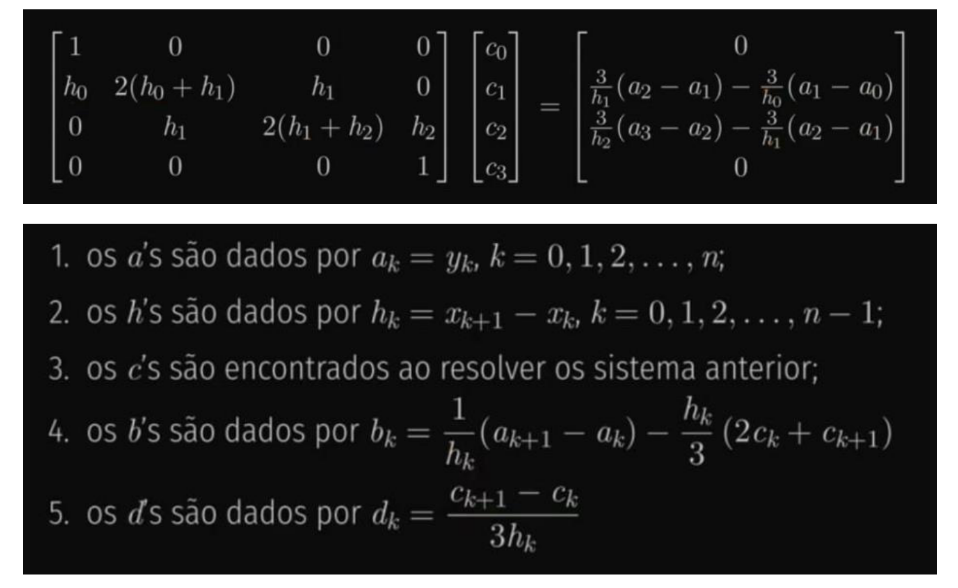 1 0 0 0 c₀ 0
h₀ 2(h₀ + h₁) h₁ 0 c₁ = 3/h₁(a₂ − a₁) − 3/h₀(a₁ − a₀)
0 h₁ 2(h₁ + h₂) h₂ c₂ 3/h₂(a₃ − a₂) − 3/h₁(a₂ − a₁)
0 0 0 1 c₃ 0
1. os a's são dados por aₖ = yₖ, k = 0, 1, 2, . . . , n;
2. os h's são dados por hₖ = xₖ₊₁ − xₖ, k = 0, 1, 2, . . . , n − 1;
3. os c's são encontrados ao resolver os sistema anterior;
4. os b's são dados por bₖ = 1/hₖ (aₖ₊₁ − aₖ) − hₖ/3 (2cₖ + cₖ₊₁)
5. os d's são dados por dₖ = (cₖ₊₁ − cₖ)/3hₖ